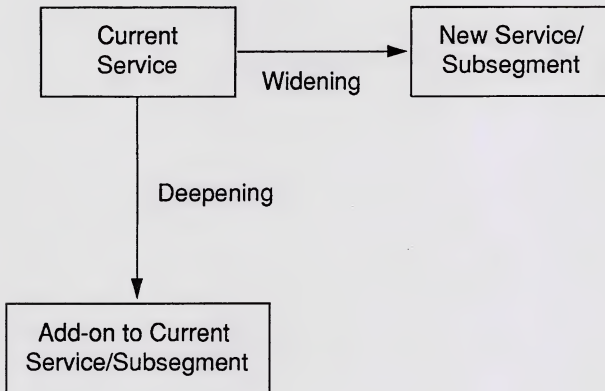 Current
Service
Widening
New Service/
Subsegment
Deepening
Add-on to Current
Service/Subsegment